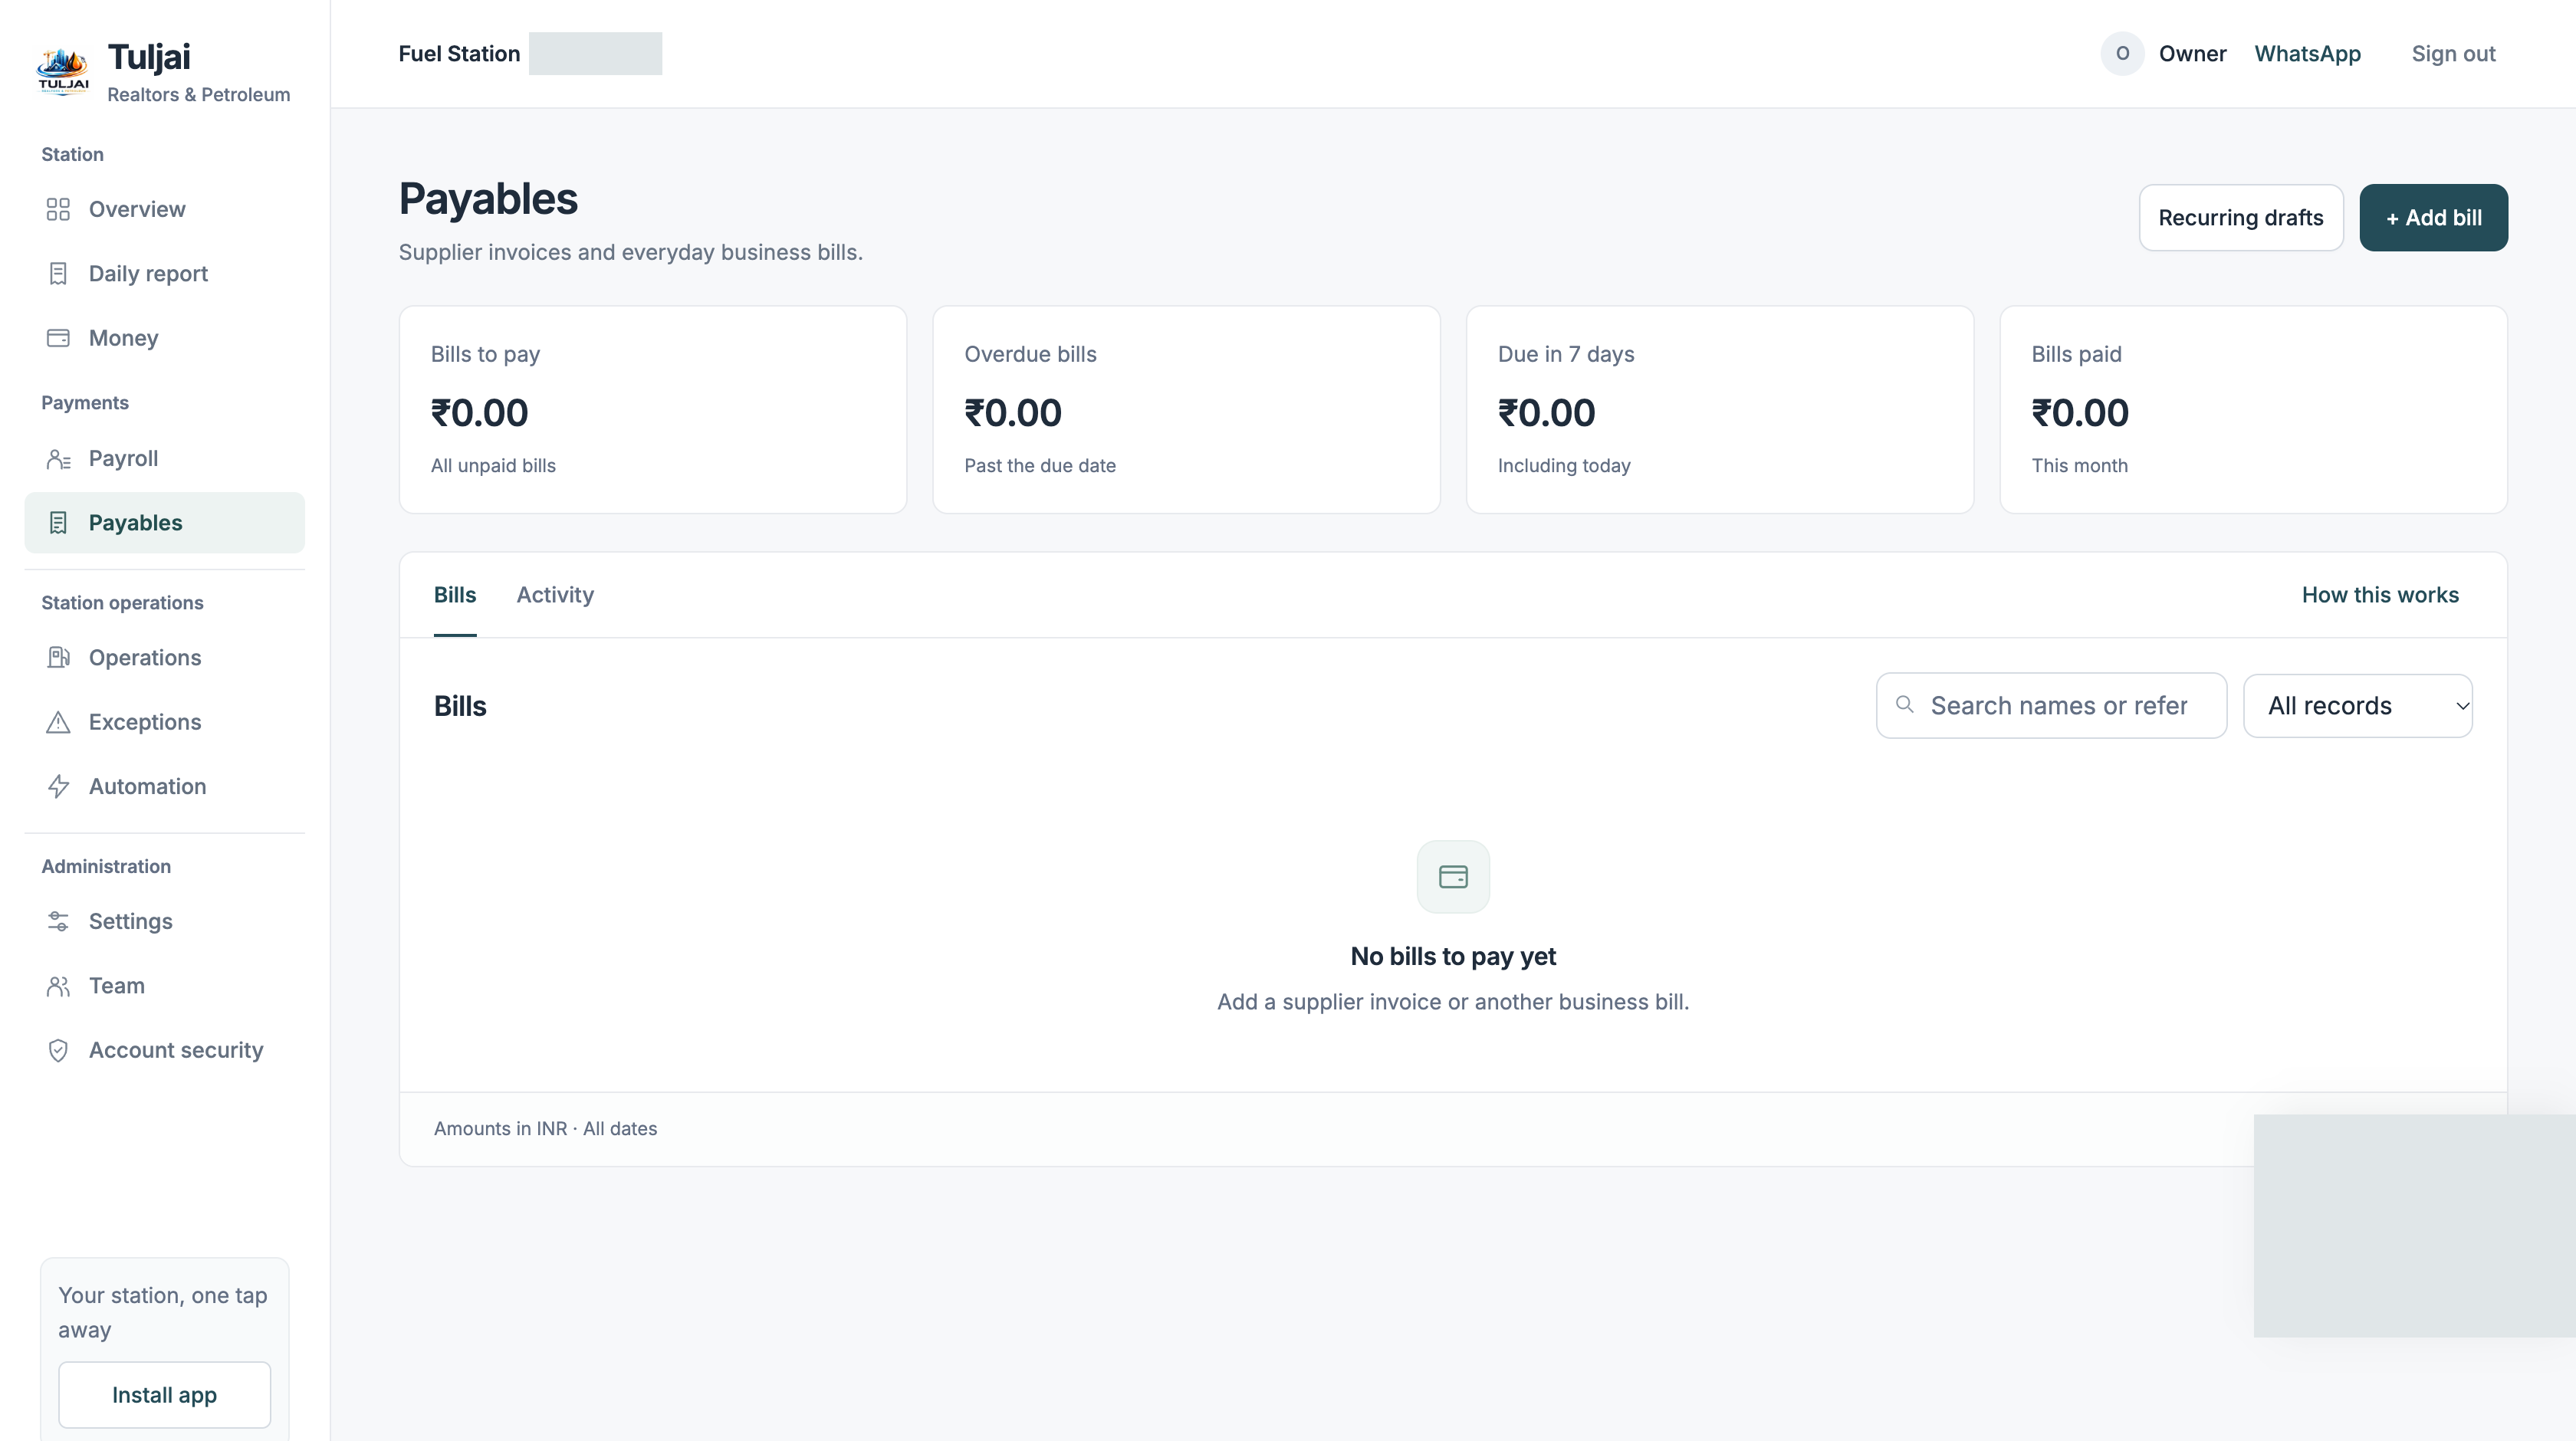 Tuljai
Realtors & Petroleum
TULJAI
Station
Overview
Daily report
Money
Payments
Payroll
Payables
Station operations
Operations
Exceptions
Automation
Administration
Settings
Team
Account security
Your station, one tap
away
Install app
Fuel Station
O Owner WhatsApp Sign out
Payables
Supplier invoices and everyday business bills.
Recurring drafts
+ Add bill
Bills to pay
₹0.00
All unpaid bills
Overdue bills
₹0.00
Past the due date
Due in 7 days
₹0.00
Including today
Bills paid
₹0.00
This month
Bills Activity How this works
Bills
Search names or refer
All records
No bills to pay yet
Add a supplier invoice or another business bill.
Amounts in INR · All dates